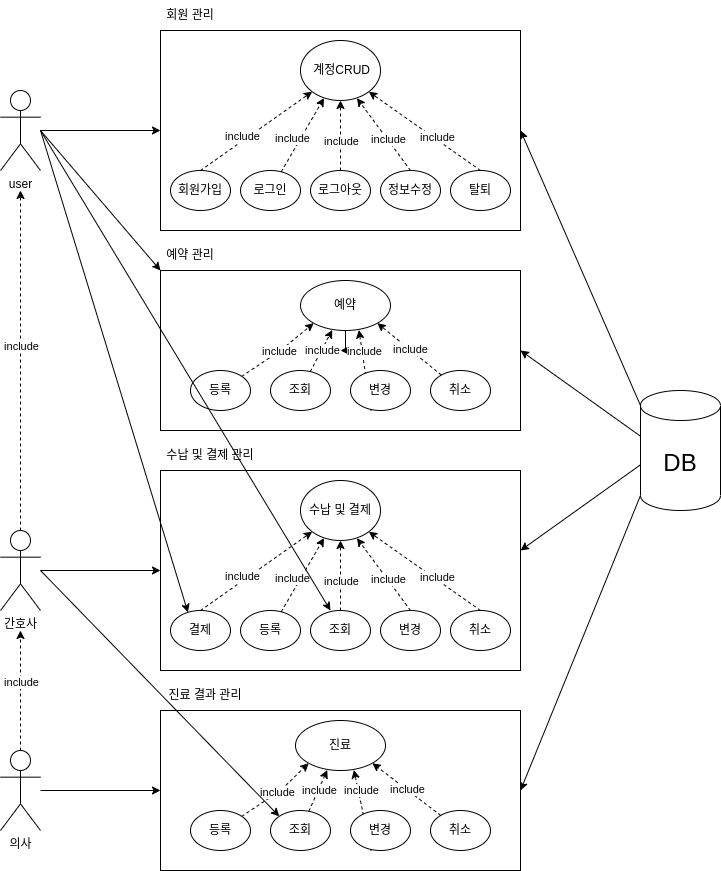 회원 관리
계정CRUD
include
include
include
include
include
회원가입
로그인
로그아웃
정보수정
탈퇴
user
예약 관리
예약
include
include
include
include
include
등록
조회
변경
취소
DB
수납 및 결제 관리
수납 및 결제
include
include
include
include
include
결제
등록
조회
변경
취소
간호사
include
진료 결과 관리
진료
include
include
include
include
등록
조회
변경
취소
의사